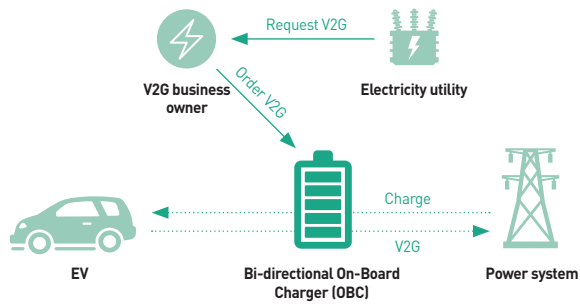 Request V2G
V2G business
owner
Electricity utility
Order V2G
Charge
V2G
EV
Bi-directional On-Board
Charger (OBC)
Power system